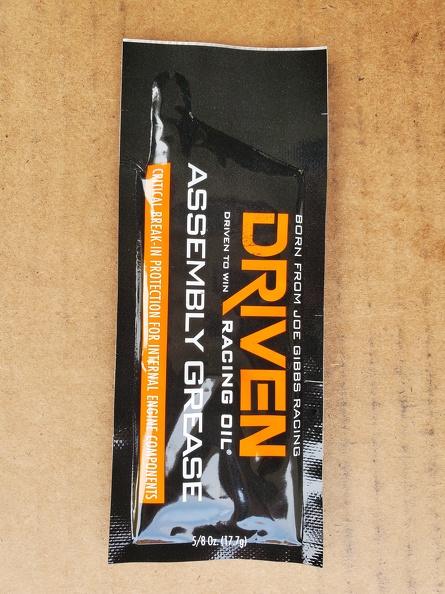 BORN FROM JOE GIBBS RACING
DRIVEN
DRIVEN TO WIN RACING OIL®
ASSEMBLY GREASE
CRITICAL BREAK-IN PROTECTION FOR INTERNAL ENGINE COMPONENTS
5/8 Oz. (17.7g)